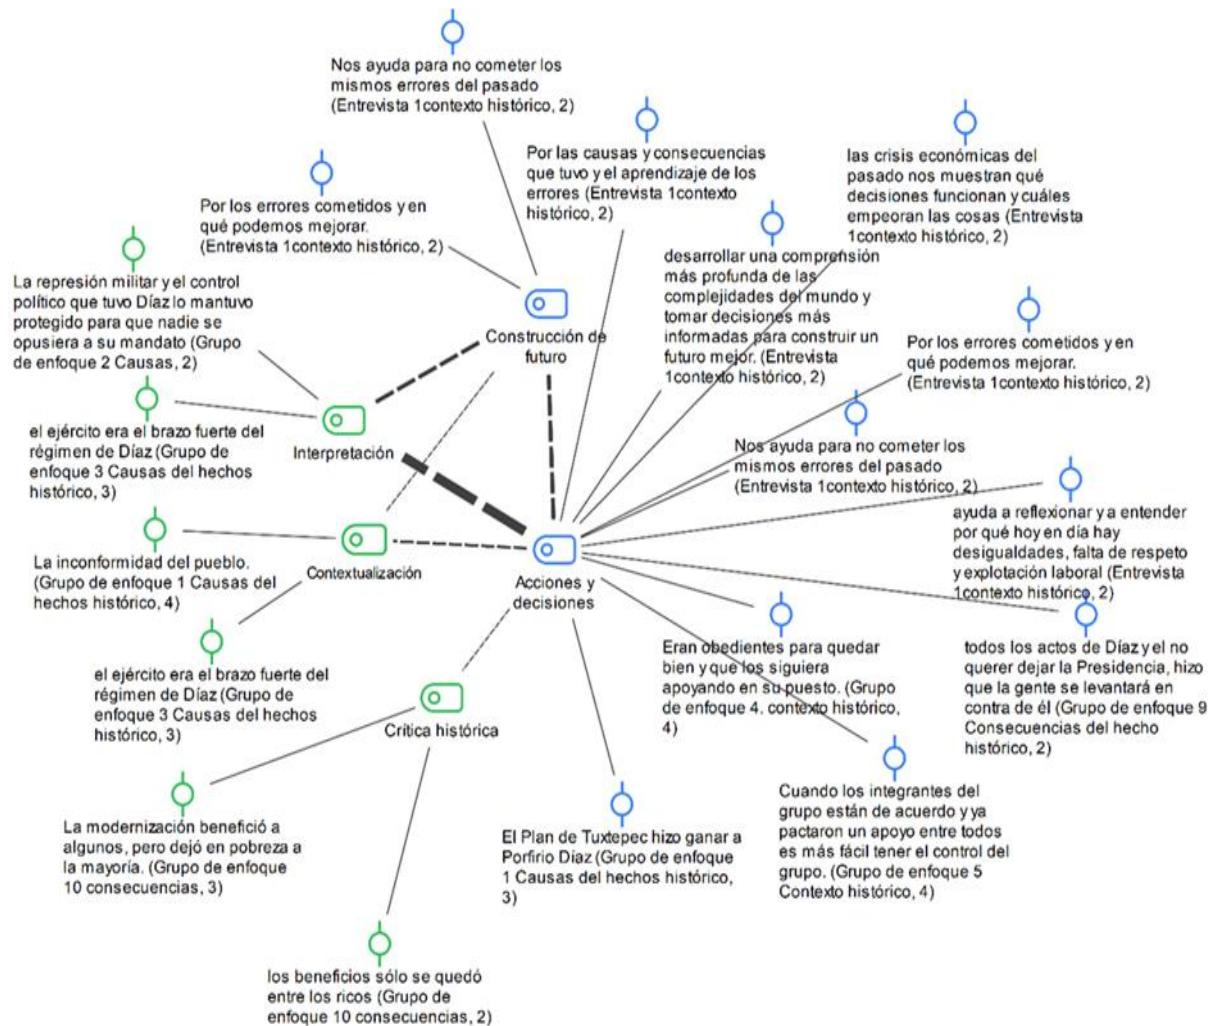 Nos ayuda para no cometer los
mismos errores del pasado
(Entrevista 1contexto histórico, 2)
Por las causas y consecuencias
que tuvo y el aprendizaje de los
errores (Entrevista 1contexto
histórico, 2)
las crisis económicas del
pasado nos muestran qué
decisiones funcionan y cuáles
empeoran las cosas (Entrevista
1contexto histórico, 2)
Por los errores cometidos y en
qué podemos mejorar.
(Entrevista 1contexto histórico, 2)
desarrollar una comprensión
más profunda de las
complejidades del mundo y
tomar decisiones más
informadas para construir un
futuro mejor. (Entrevista
1contexto histórico, 2)
La represión militar y el control
político que tuvo Díaz lo mantuvo
protegido para que nadie se
opusiera a su mandato (Grupo
de enfoque 2 Causas, 2)
Construcción de
futuro
Por los errores cometidos y en
qué podemos mejorar.
(Entrevista 1contexto histórico, 2)
el ejército era el brazo fuerte del
régimen de Díaz (Grupo de
enfoque 3 Causas del hechos
histórico, 3)
Interpretación
Nos ayuda para no cometer los
mismos errores del pasado
(Entrevista 1contexto histórico, 2)
ayuda a reflexionar y a entender
por qué hoy en día hay
desigualdades, falta de respeto
y explotación laboral (Entrevista
1contexto histórico, 2)
La inconformidad del pueblo.
(Grupo de enfoque 1 Causas del
hechos histórico, 4)
Contextualización
Acciones y
decisiones
Eran obedientes para quedar
bien y que los siguiera
apoyando en su puesto. (Grupo
de enfoque 4. contexto histórico,
4)
todos los actos de Díaz y el no
querer dejar la Presidencia, hizo
que la gente se levantará en
contra de él (Grupo de enfoque 9
Consecuencias del hecho
histórico, 2)
el ejército era el brazo fuerte del
régimen de Díaz (Grupo de
enfoque 3 Causas del hechos
histórico, 3)
Crítica histórica
Cuando los integrantes del
grupo están de acuerdo y ya
pactaron un apoyo entre todos
es más fácil tener el control del
grupo. (Grupo de enfoque 5
Contexto histórico, 4)
La modernización benefició a
algunos, pero dejó en pobreza a
la mayoría. (Grupo de enfoque
10 consecuencias, 3)
El Plan de Tuxtepec hizo ganar a
Porfirio Díaz (Grupo de enfoque
1 Causas del hechos histórico,
3)
los beneficios sólo se quedó
entre los ricos (Grupo de
enfoque 10 consecuencias, 2)